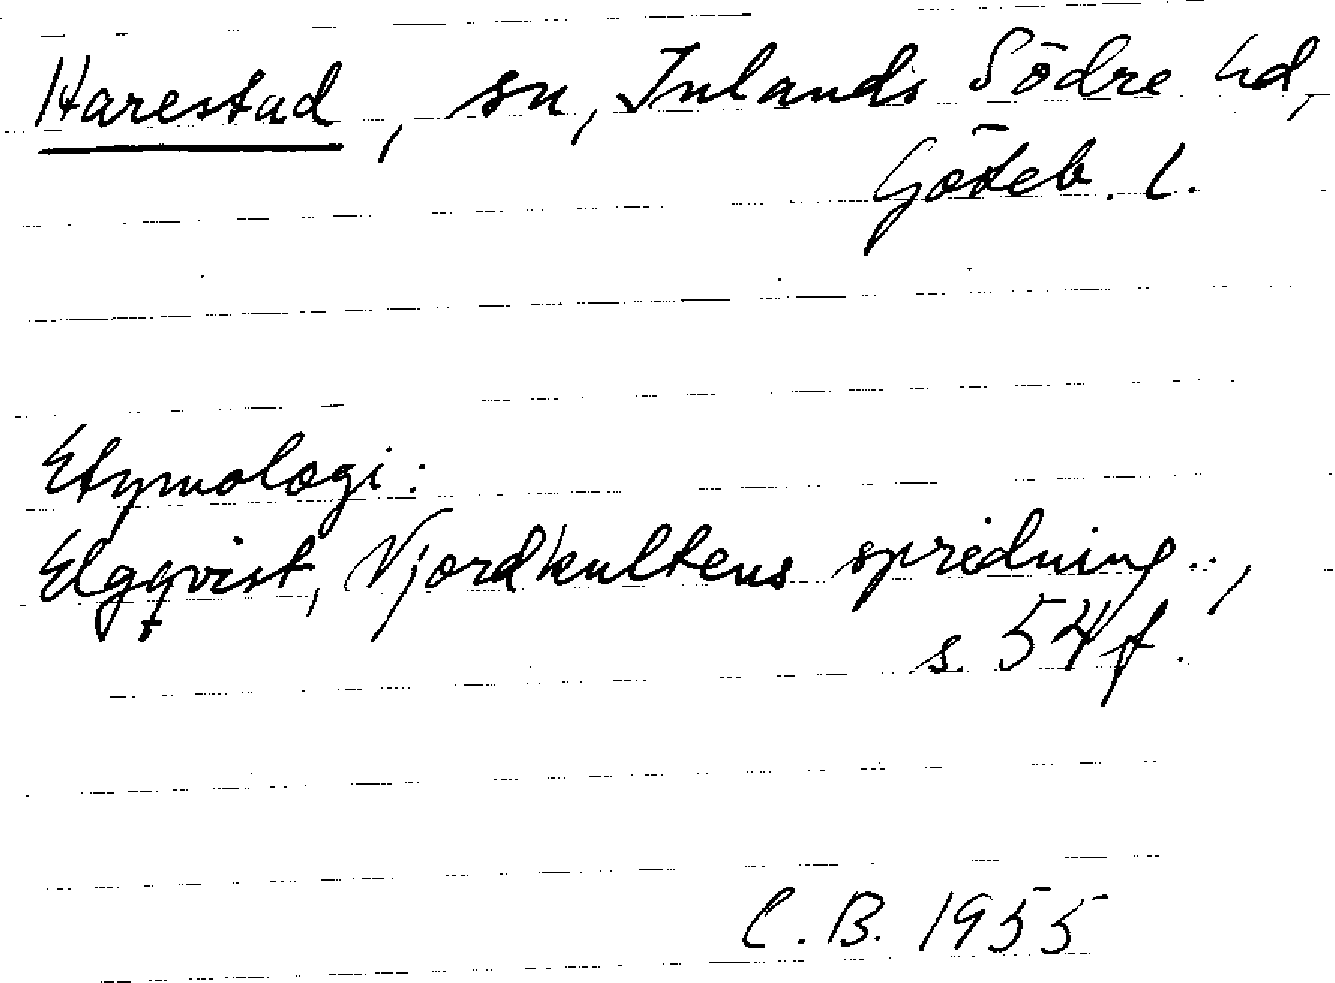 Harestad, sn, Inlands Södre hd,
Göteb. l.
Etymologi:
Elgqvist, Njordkultens spridning..,
s. 54 f.
C. B. 1955